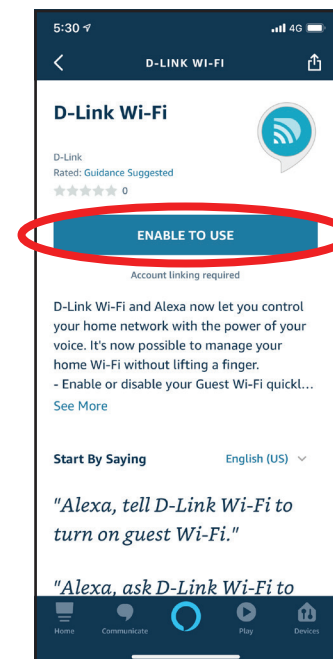 5:30
4G
D-LINK WI-FI
D-Link Wi-Fi
D-Link
Rated: Guidance Suggested
0
ENABLE TO USE
Account linking required
D-Link Wi-Fi and Alexa now let you control
your home network with the power of your
voice. It's now possible to manage your
home Wi-Fi without lifting a finger.
- Enable or disable your Guest Wi-Fi quickl...
See More
Start By Saying
English (US)
"Alexa, tell D-Link Wi-Fi to
turn on guest Wi-Fi."
"Alexa, ask D-Link Wi-Fi to
Home
Communicate
Play
Devices